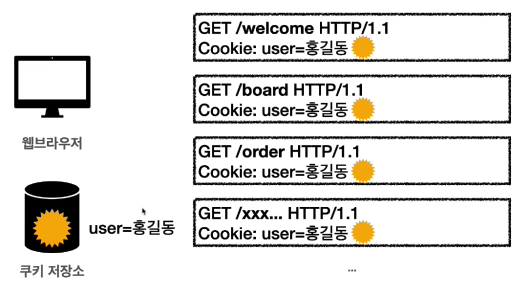 GET /welcome HTTP/1.1
Cookie: user=홍길동
GET /board HTTP/1.1
Cookie: user=홍길동
웹브라우저
GET /order HTTP/1.1
Cookie: user=홍길동
GET /xxx... HTTP/1.1
Cookie: user=홍길동
user=홍길동
쿠키 저장소
...